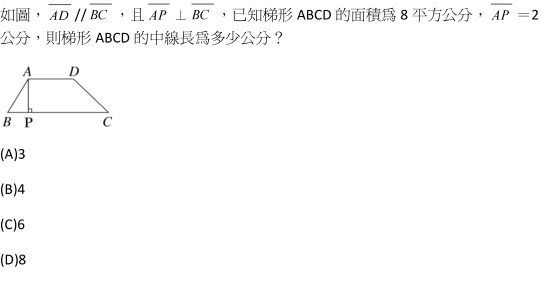 如圖， AD // BC ，且 AP ⊥ BC ，已知梯形 ABCD 的面積為 8 平方公分， AP ＝2
公分，則梯形 ABCD 的中線長為多少公分？
A D
B P C
(A)3
(B)4
(C)6
(D)8